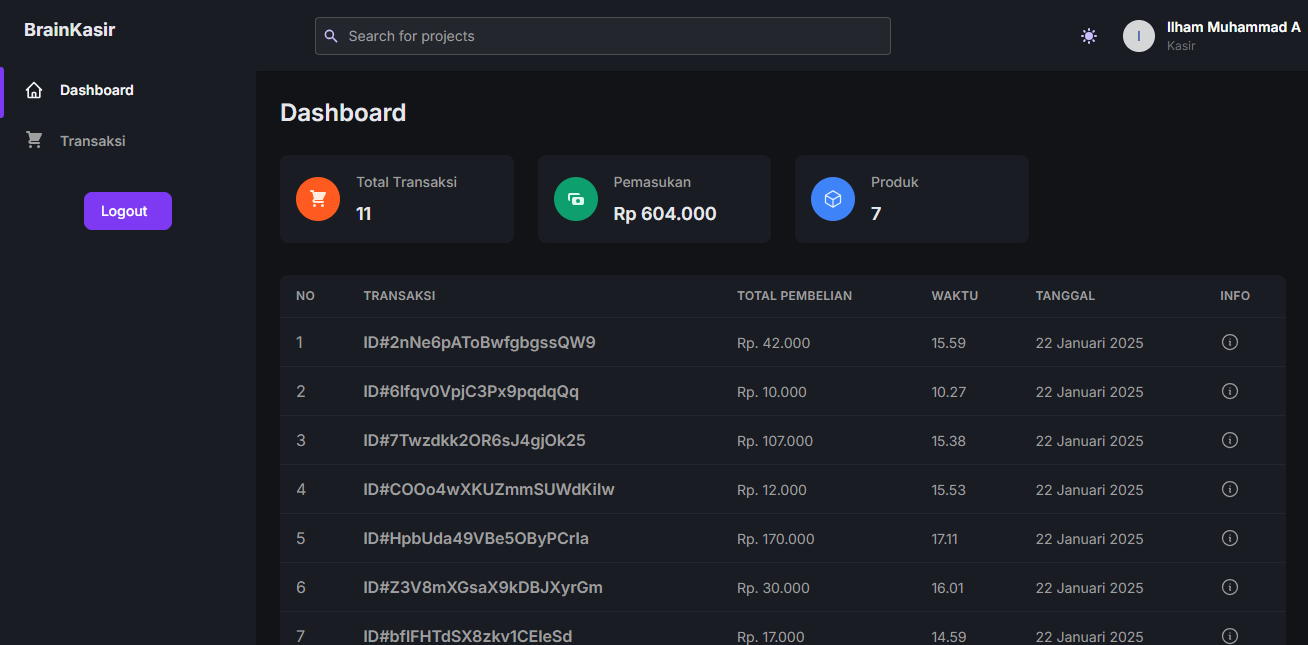 BrainKasir
Search for projects
I
Ilham Muhammad A
Kasir
Dashboard
Transaksi
Logout
Dashboard
Total Transaksi
11
Pemasukan
Rp 604.000
Produk
7
NO TRANSAKSI TOTAL PEMBELIAN WAKTU TANGGAL INFO
1 ID#2nNe6pAToBwfgbgssQW9 Rp. 42.000 15.59 22 Januari 2025
2 ID#6lfqv0VpjC3Px9pqdqQq Rp. 10.000 10.27 22 Januari 2025
3 ID#7Twzdkk2OR6sJ4gjOk25 Rp. 107.000 15.38 22 Januari 2025
4 ID#COOo4wXKUZmmSUWdKilw Rp. 12.000 15.53 22 Januari 2025
5 ID#HpbUda49VBe5OByPCrla Rp. 170.000 17.11 22 Januari 2025
6 ID#Z3V8mXGsaX9kDBJXyrGm Rp. 30.000 16.01 22 Januari 2025
7 ID#bflFHTdSX8zkv1CEleSd Rp. 17.000 14.59 22 Januari 2025